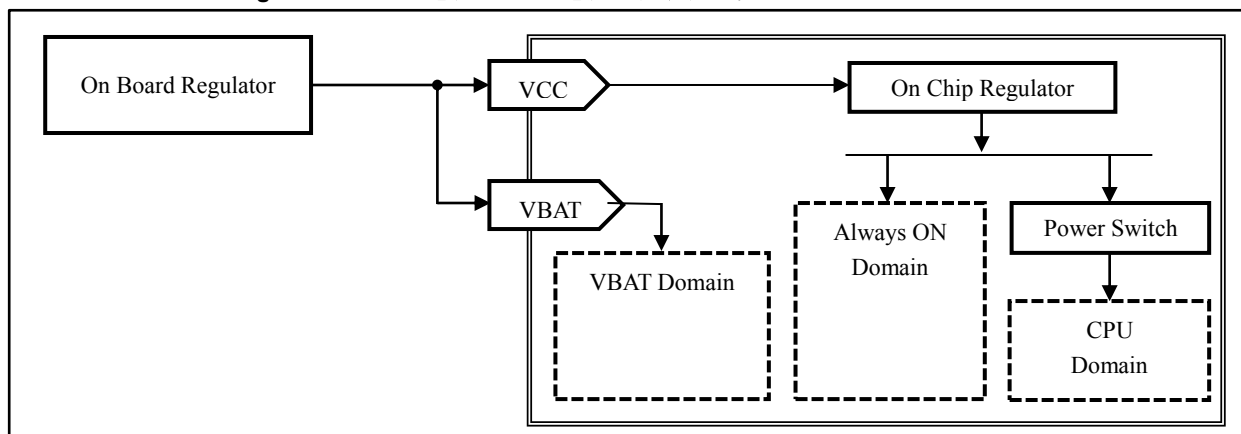 On Board Regulator
VCC
On Chip Regulator
VBAT
Always ON
Domain
Power Switch
VBAT Domain
CPU
Domain